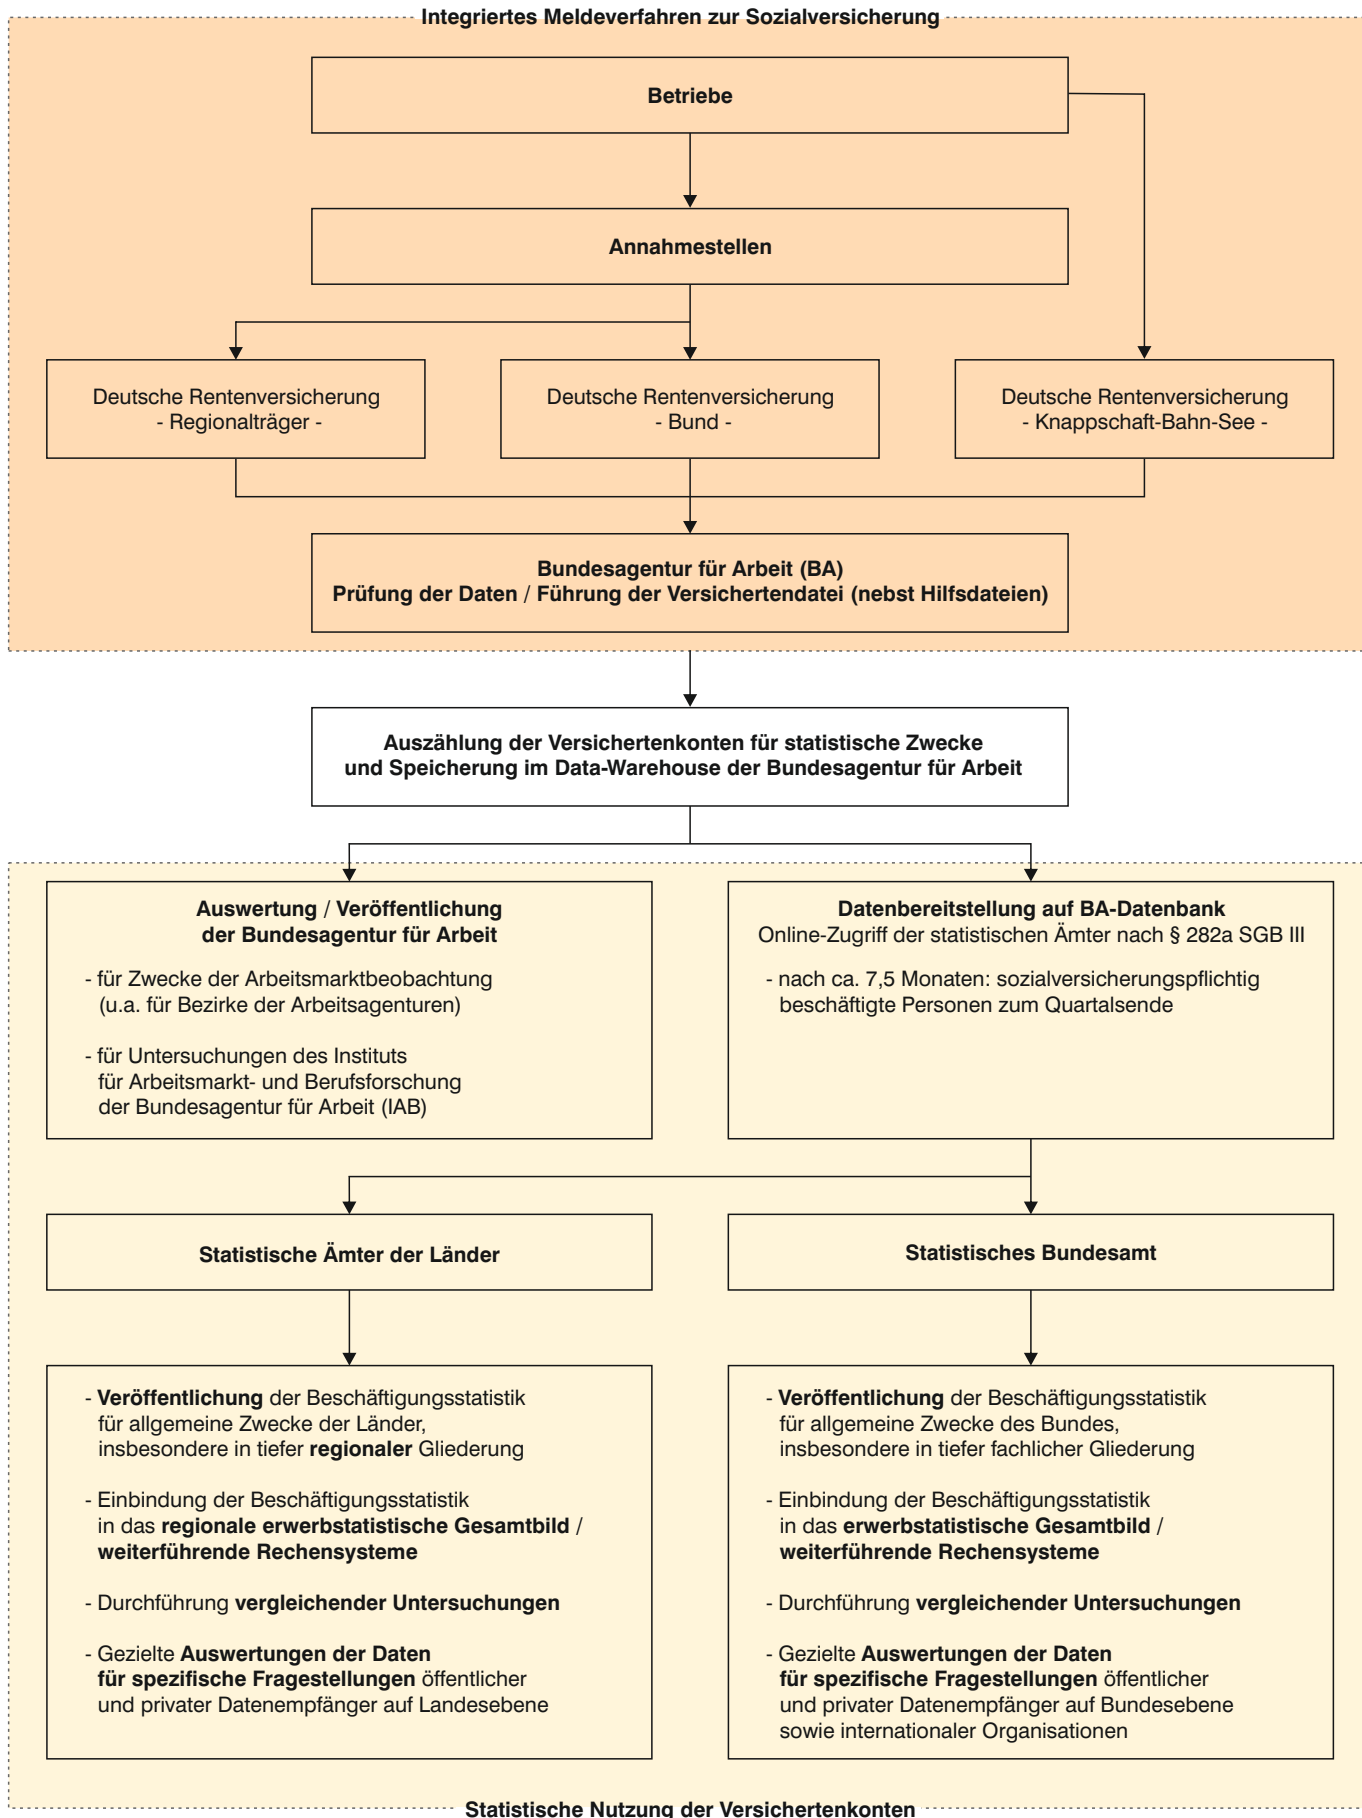 Integriertes Meldeverfahren zur Sozialversicherung
Betriebe
Annahmestellen
Deutsche Rentenversicherung
- Regionalträger -
Deutsche Rentenversicherung
- Bund -
Deutsche Rentenversicherung
- Knappschaft-Bahn-See -
Bundesagentur für Arbeit (BA)
Prüfung der Daten / Führung der Versichertendatei (nebst Hilfsdateien)
Auszählung der Versichertenkonten für statistische Zwecke
und Speicherung im Data-Warehouse der Bundesagentur für Arbeit
Auswertung / Veröffentlichung
der Bundesagentur für Arbeit
- für Zwecke der Arbeitsmarktbeobachtung
(u.a. für Bezirke der Arbeitsagenturen)
- für Untersuchungen des Instituts
für Arbeitsmarkt- und Berufsforschung
der Bundesagentur für Arbeit (IAB)
Datenbereitstellung auf BA-Datenbank
Online-Zugriff der statistischen Ämter nach § 282a SGB III
- nach ca. 7,5 Monaten: sozialversicherungspflichtig
beschäftigte Personen zum Quartalsende
Statistische Ämter der Länder
Statistisches Bundesamt
- Veröffentlichung der Beschäftigungsstatistik
für allgemeine Zwecke der Länder,
insbesondere in tiefer regionaler Gliederung
- Einbindung der Beschäftigungsstatistik
in das regionale erwerbstatistische Gesamtbild /
weiterführende Rechensysteme
- Durchführung vergleichender Untersuchungen
- Gezielte Auswertungen der Daten
für spezifische Fragestellungen öffentlicher
und privater Datenempfänger auf Landesebene
- Veröffentlichung der Beschäftigungsstatistik
für allgemeine Zwecke des Bundes,
insbesondere in tiefer fachlicher Gliederung
- Einbindung der Beschäftigungsstatistik
in das erwerbstatistische Gesamtbild /
weiterführende Rechensysteme
- Durchführung vergleichender Untersuchungen
- Gezielte Auswertungen der Daten
für spezifische Fragestellungen öffentlicher
und privater Datenempfänger auf Bundesebene
sowie internationaler Organisationen
Statistische Nutzung der Versichertenkonten